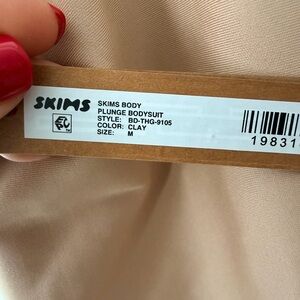 SKIMS
SKIMS BODY
PLUNGE BODYSUIT
STYLE: BD-THG-9105
COLOR: CLAY
SIZE: M
19831